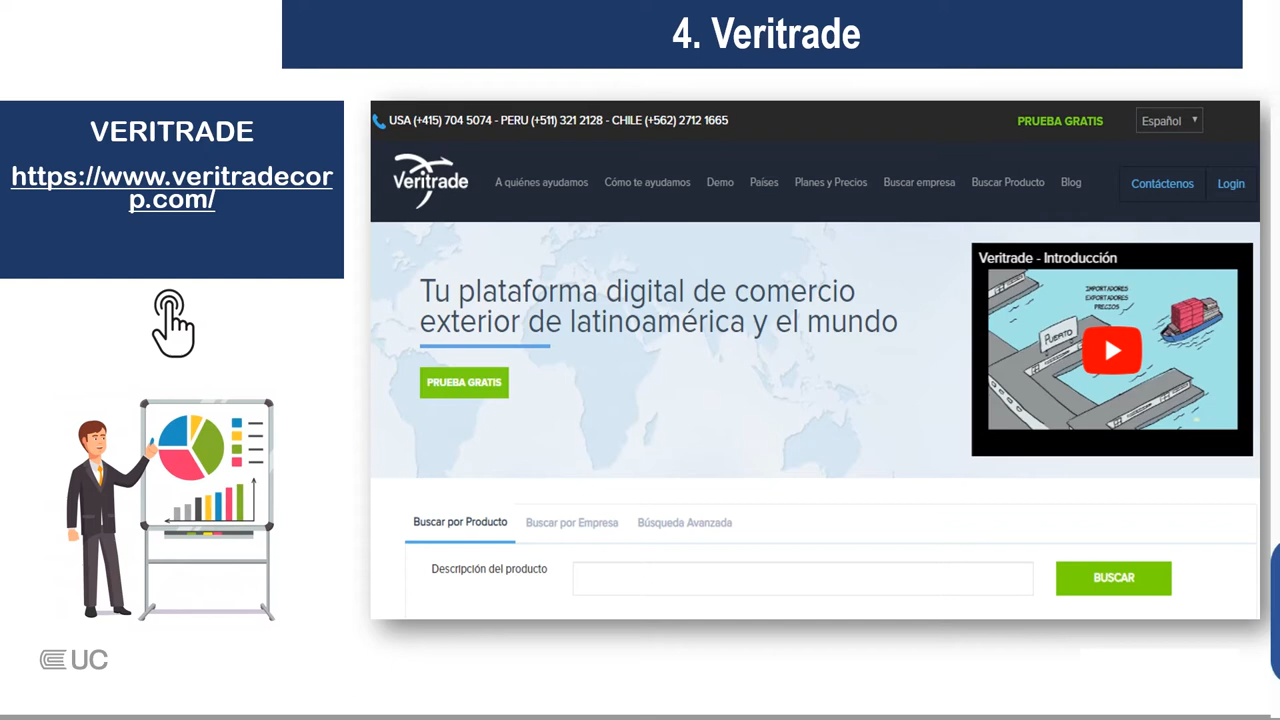 4. Veritrade
VERITRADE
https://www.veritradecor
p.com/
USA (+415) 704 5074 - PERU (+511) 321 2128 - CHILE (+562) 2712 1665
PRUEBA GRATIS
Español
Veritrade
A quiénes ayudamos
Cómo te ayudamos
Demo
Países
Planes y Precios
Buscar empresa
Buscar Producto
Blog
Contáctenos
Login
Tu plataforma digital de comercio
exterior de latinoamérica y el mundo
PRUEBA GRATIS
Veritrade - Introducción
IMPORTADORES
EXPORTADORES
PRECIOS
PUERTO
Buscar por Producto
Buscar por Empresa
Búsqueda Avanzada
Descripción del producto
BUSCAR
UC